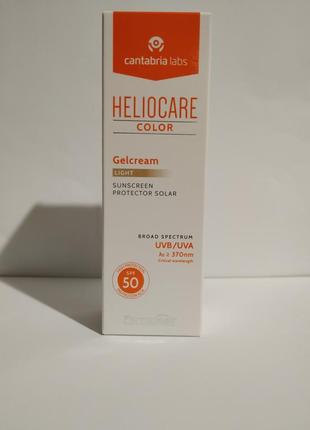 cantabria labs
HELIOCARE
COLOR
Gelcream
LIGHT
SUNSCREEN
PROTECTOR SOLAR
BROAD SPECTRUM
UVB/UVA
λc ≥ 370nm
Critical wavelength
SPF
50